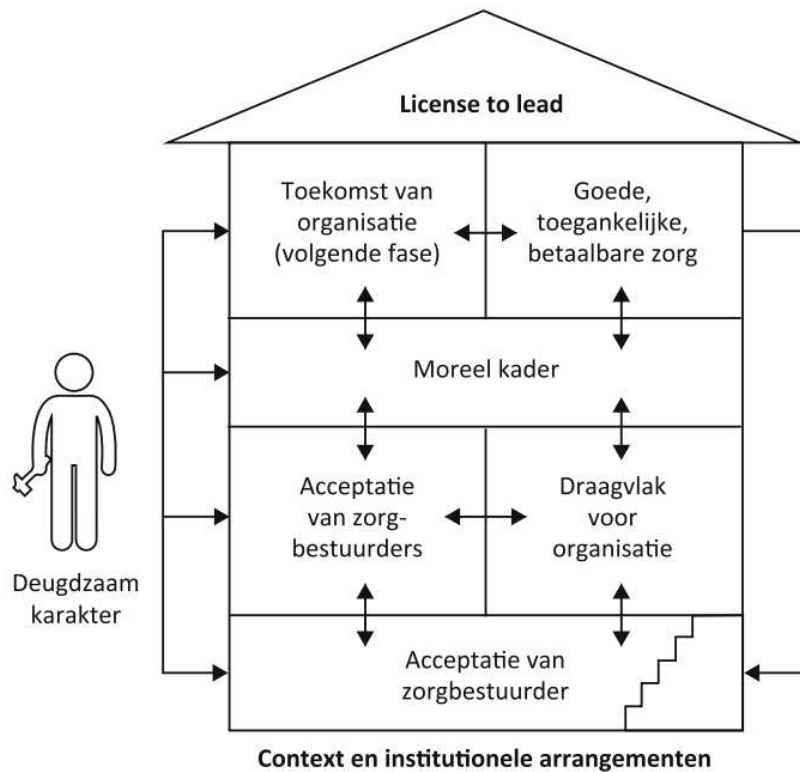 License to lead
Toekomst van
organisatie
(volgende fase)
Goede,
toegankelijke,
betaalbare zorg
Moreel kader
Acceptatie
van zorg-
bestuurders
Draagvlak
voor
organisatie
Deugdzaam
karakter
Acceptatie van
zorgbestuurder
Context en institutionele arrangementen